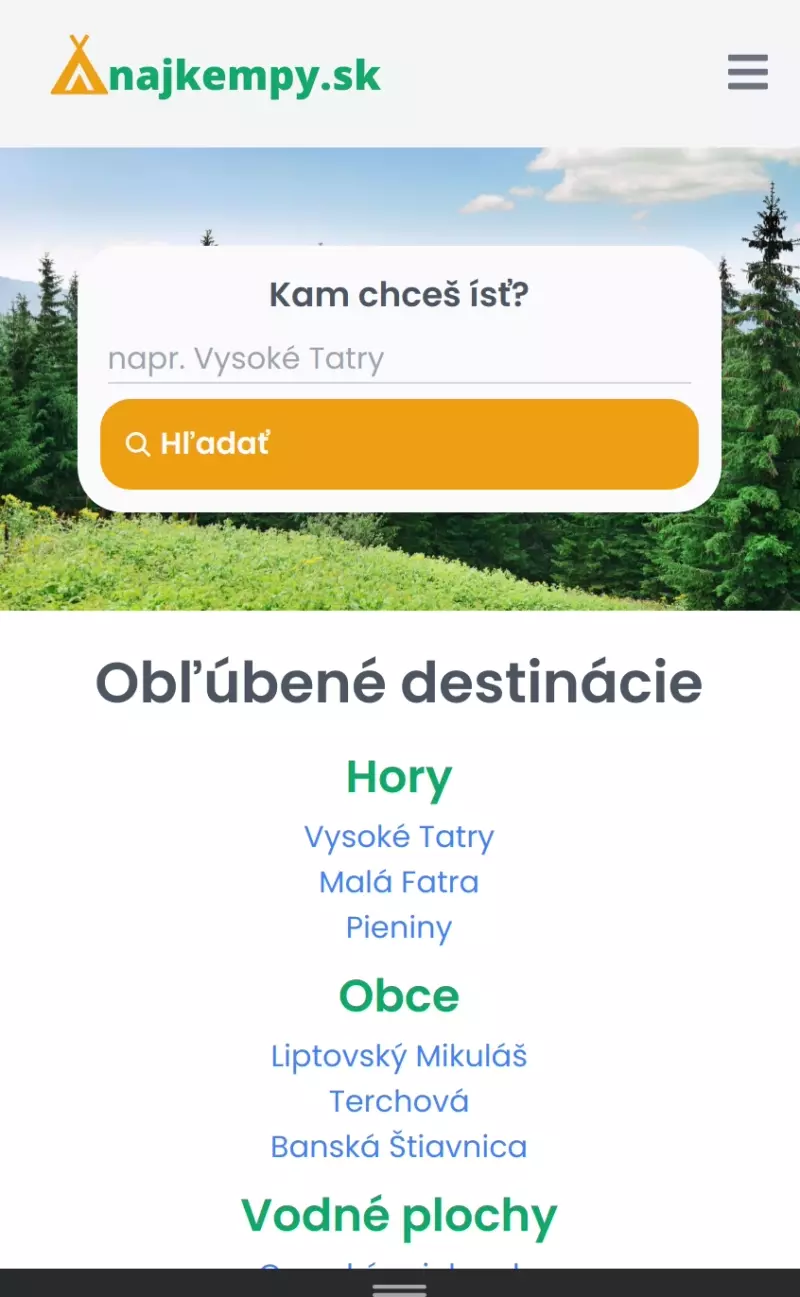 najkempy.sk
Kam chceš ísť?
napr. Vysoké Tatry
Hľadať
Obľúbené destinácie
Hory
Vysoké Tatry
Malá Fatra
Pieniny
Obce
Liptovský Mikuláš
Terchová
Banská Štiavnica
Vodné plochy